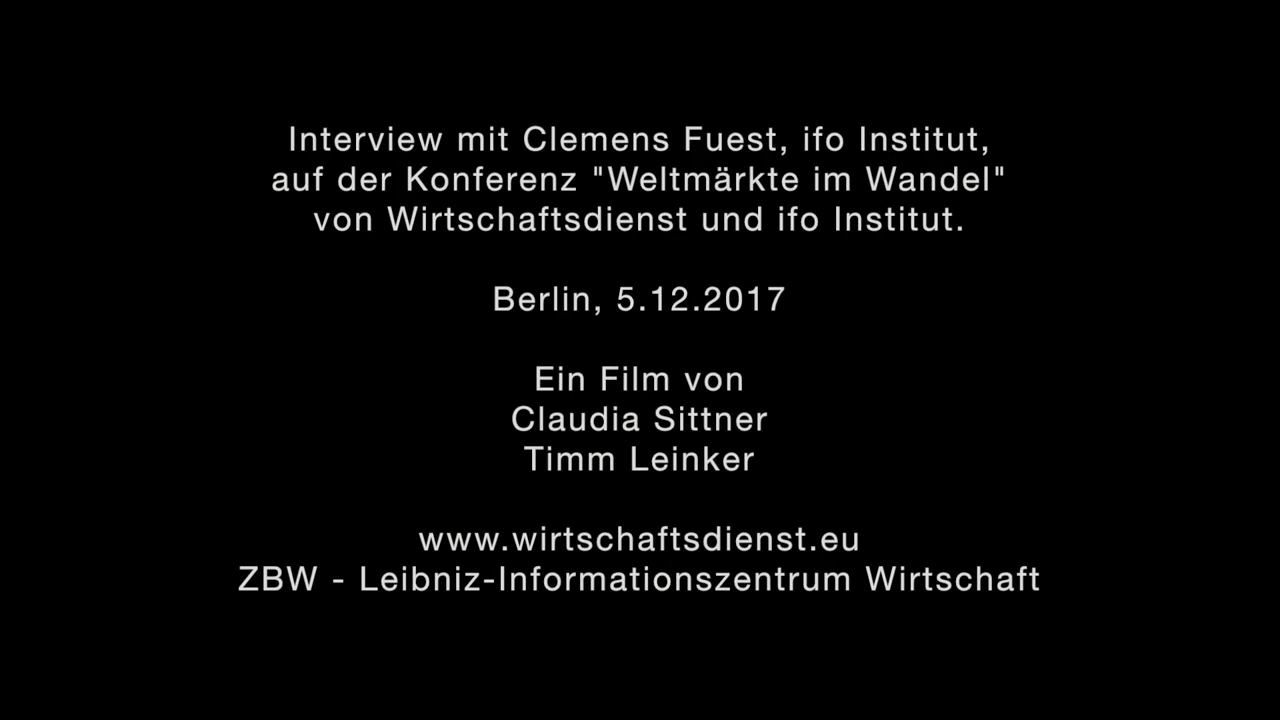 Interview mit Clemens Fuest, ifo Institut,
auf der Konferenz "Weltmärkte im Wandel"
von Wirtschaftsdienst und ifo Institut.
Berlin, 5.12.2017
Ein Film von
Claudia Sittner
Timm Leinker
www.wirtschaftsdienst.eu
ZBW - Leibniz-Informationszentrum Wirtschaft